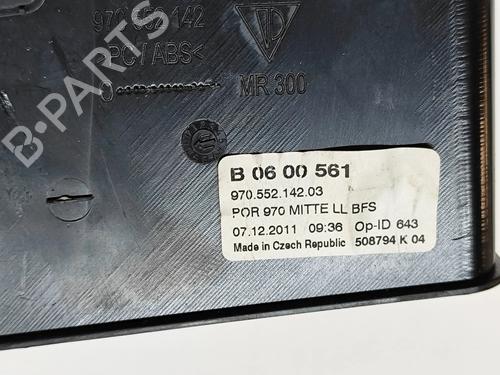 970 552 142
>PC / ABS<
MR 300
B-PARTS
B 06 00 561
970.552.142.03
POR 970 MITTE LL BFS
07.12.2011 09:36 Op-ID 643
Made in Czech Republic 508794 K 04